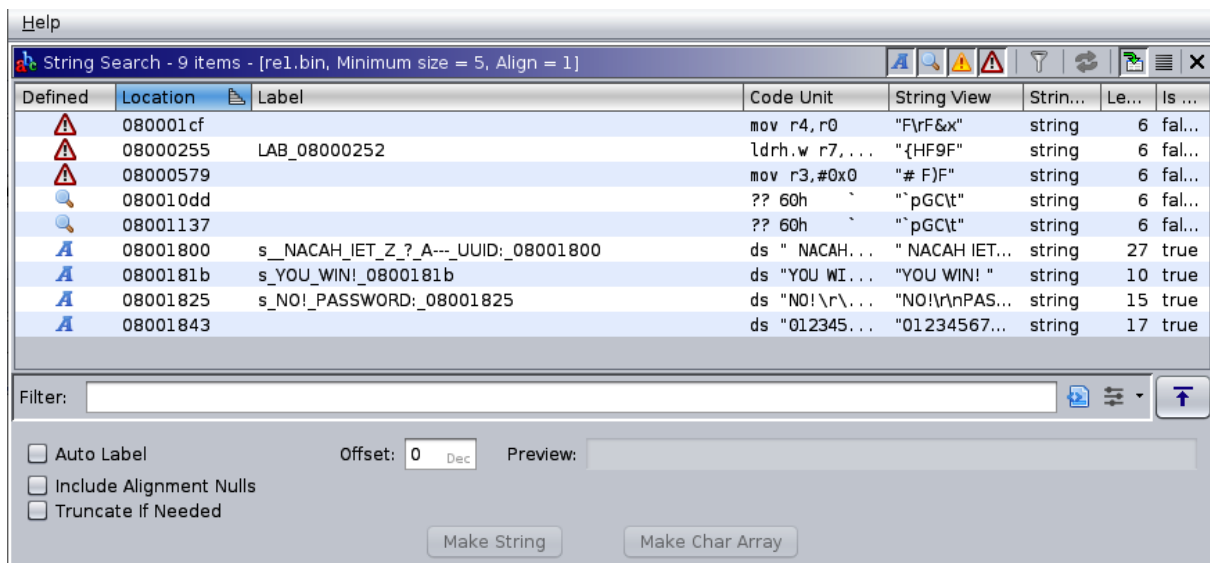 Help
String Search - 9 items - [re1.bin, Minimum size = 5, Align = 1]
Defined Location Label Code Unit String View Strin... Le... Is ...
080001cf mov r4,r0 "F\rF&x" string 6 fal...
08000255 LAB_08000252 ldrh.w r7,... "{HF9F" string 6 fal...
08000579 mov r3,#0x0 "# F)F" string 6 fal...
080010dd ?? 60h ` "`pGC\t" string 6 fal...
08001137 ?? 60h ` "`pGC\t" string 6 fal...
A 08001800 s__NACAH_IET_Z_?_A---_UUID:_08001800 ds " NACAH... " NACAH IET... string 27 true
A 0800181b s_YOU_WIN!_0800181b ds "YOU WI... "YOU WIN! " string 10 true
A 08001825 s_NO!_PASSWORD:_08001825 ds "NO!\r\... "NO!\r\nPAS... string 15 true
A 08001843 ds "012345... "01234567... string 17 true
Filter:
Auto Label Offset: 0 Dec Preview:
Include Alignment Nulls
Truncate If Needed
Make String Make Char Array